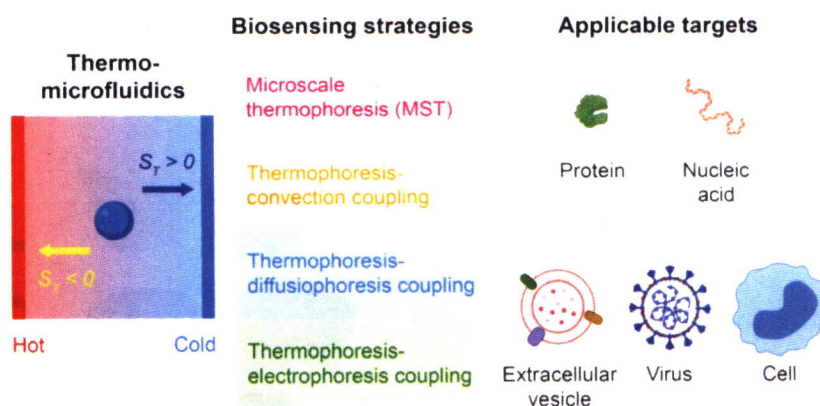 Biosensing strategies
Applicable targets
Thermo-
microfluidics
S_T > 0
S_T < 0
Hot
Cold
Microscale
thermophoresis (MST)
Thermophoresis-
convection coupling
Thermophoresis-
diffusiophoresis coupling
Thermophoresis-
electrophoresis coupling
Protein
Nucleic
acid
Extracellular
vesicle
Virus
Cell